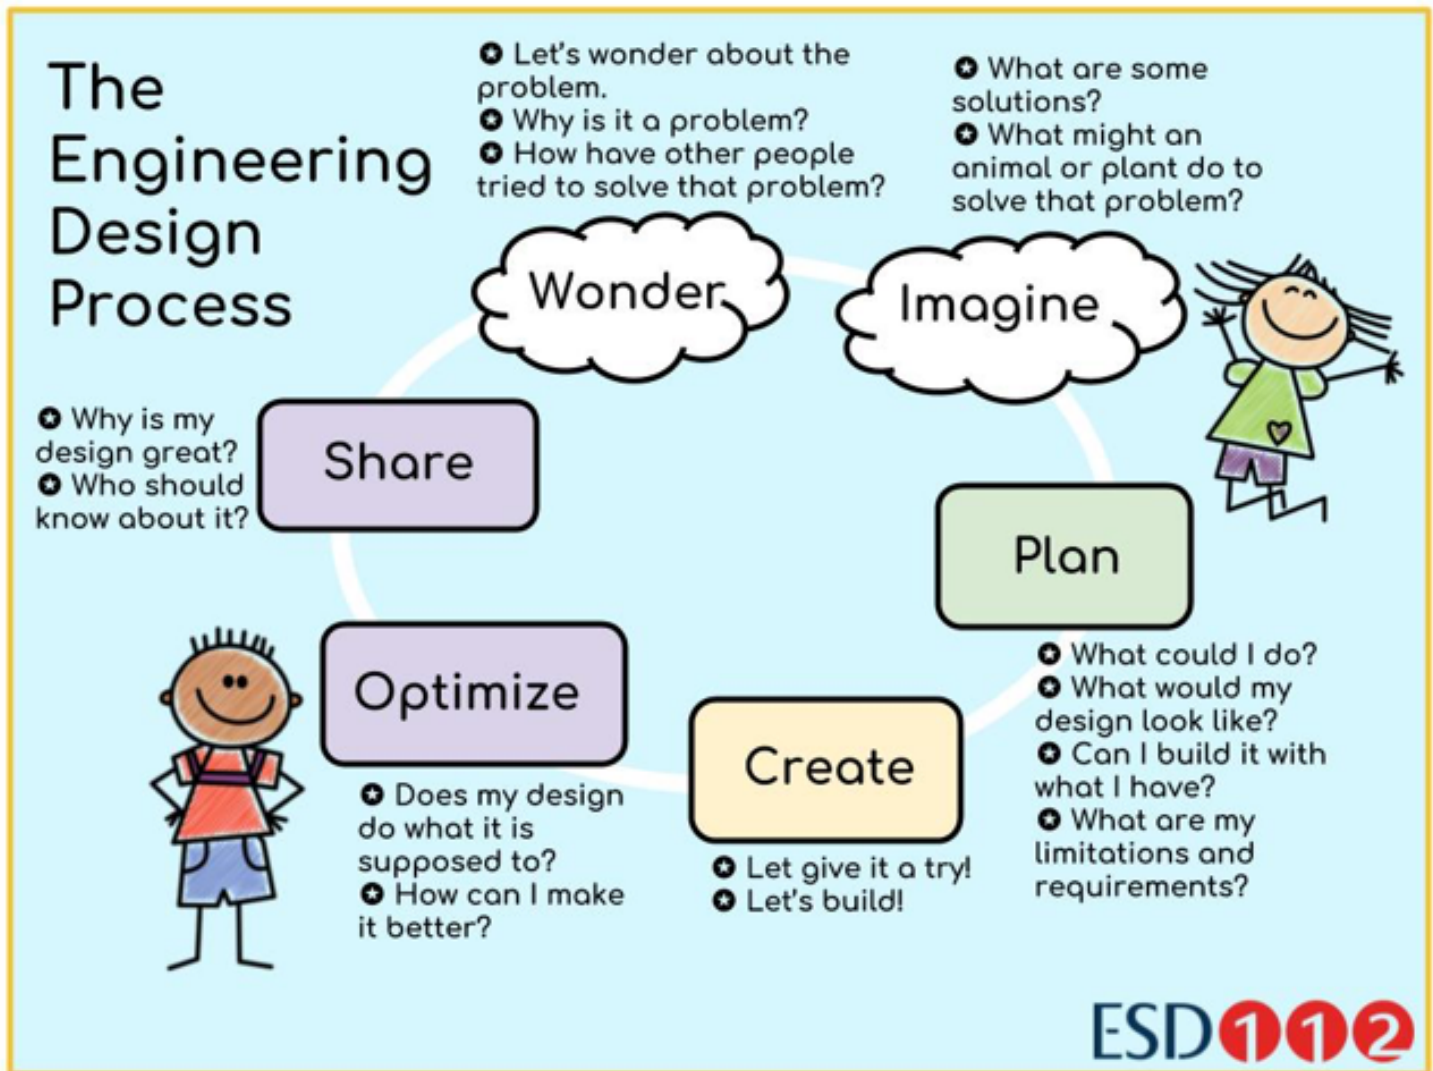 The
Engineering
Design
Process
✪ Let's wonder about the
problem.
✪ Why is it a problem?
✪ How have other people
tried to solve that problem?
Wonder
✪ What are some
solutions?
✪ What might an
animal or plant do to
solve that problem?
Imagine
Plan
✪ What could I do?
✪ What would my
design look like?
✪ Can I build it with
what I have?
✪ What are my
limitations and
requirements?
Create
✪ Let give it a try!
✪ Let's build!
Optimize
✪ Does my design
do what it is
supposed to?
✪ How can I make
it better?
Share
✪ Why is my
design great?
✪ Who should
know about it?
ESD112